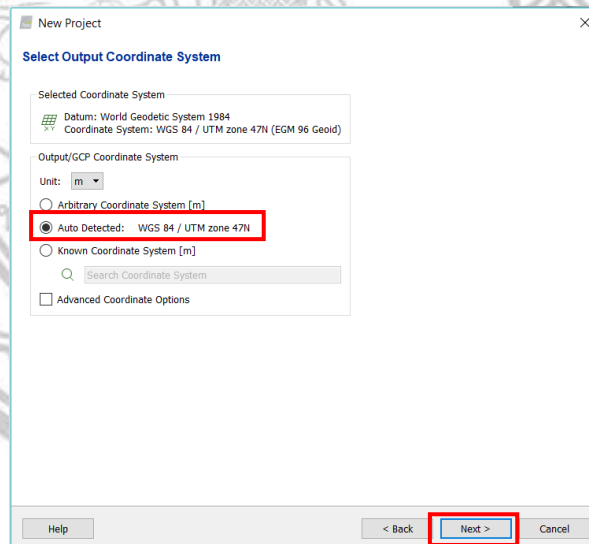 New Project
Select Output Coordinate System
Selected Coordinate System
Datum: World Geodetic System 1984
Coordinate System: WGS 84 / UTM zone 47N (EGM 96 Geoid)
Output/GCP Coordinate System
Unit: m
Arbitrary Coordinate System [m]
Auto Detected: WGS 84 / UTM zone 47N
Known Coordinate System [m]
Search Coordinate System
Advanced Coordinate Options
Help < Back Next > Cancel